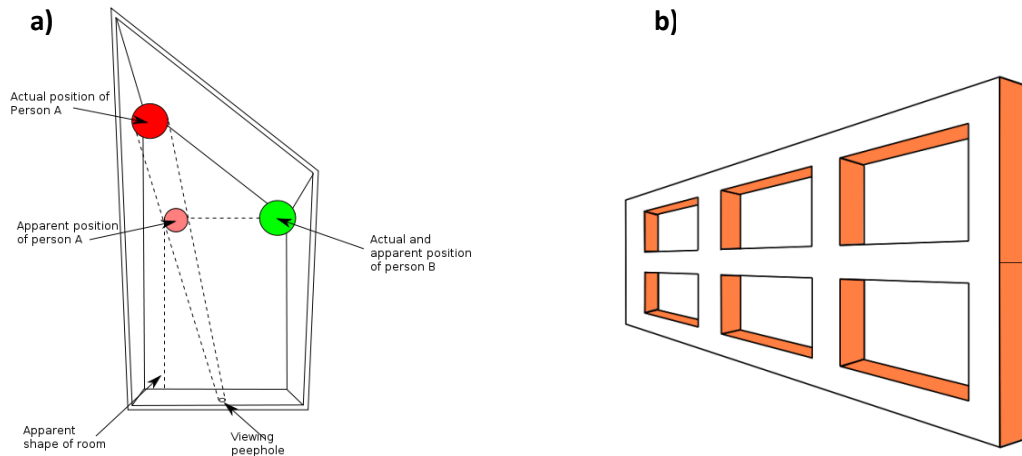 a)
b)
Actual position of
Person A
Apparent position
of person A
Actual and
apparent position
of person B
Apparent
shape of room
Viewing
peephole